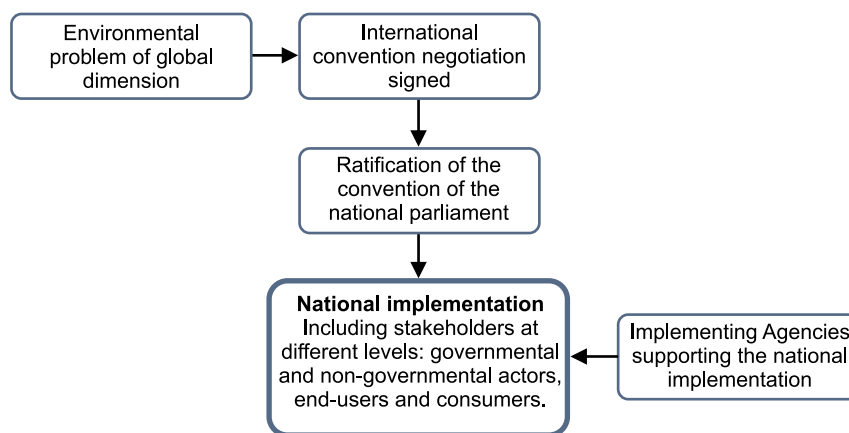 Environmental
problem of global
dimension
International
convention negotiation
signed
Ratification of the
convention of the
national parliament
National implementation
Including stakeholders at
different levels: governmental
and non-governmental actors,
end-users and consumers.
Implementing Agencies
supporting the national
implementation